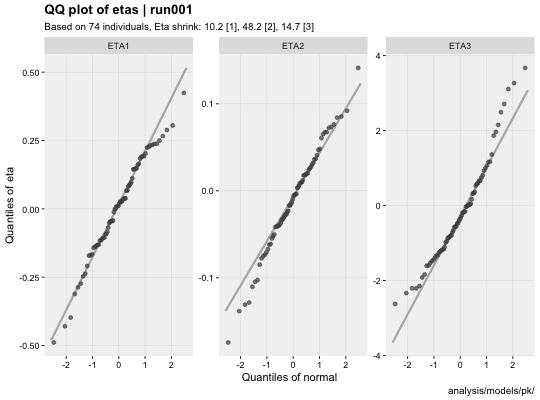 QQ plot of etas | run001
Based on 74 individuals, Eta shrink: 10.2 [1], 48.2 [2], 14.7 [3]
ETA1 ETA2 ETA3
Quantiles of eta
0.50
0.25
0.00
-0.25
-0.50
0.1
0.0
-0.1
4
2
0
-2
-4
-2 -1 0 1 2 -2 -1 0 1 2 -2 -1 0 1 2
Quantiles of normal
analysis/models/pk/